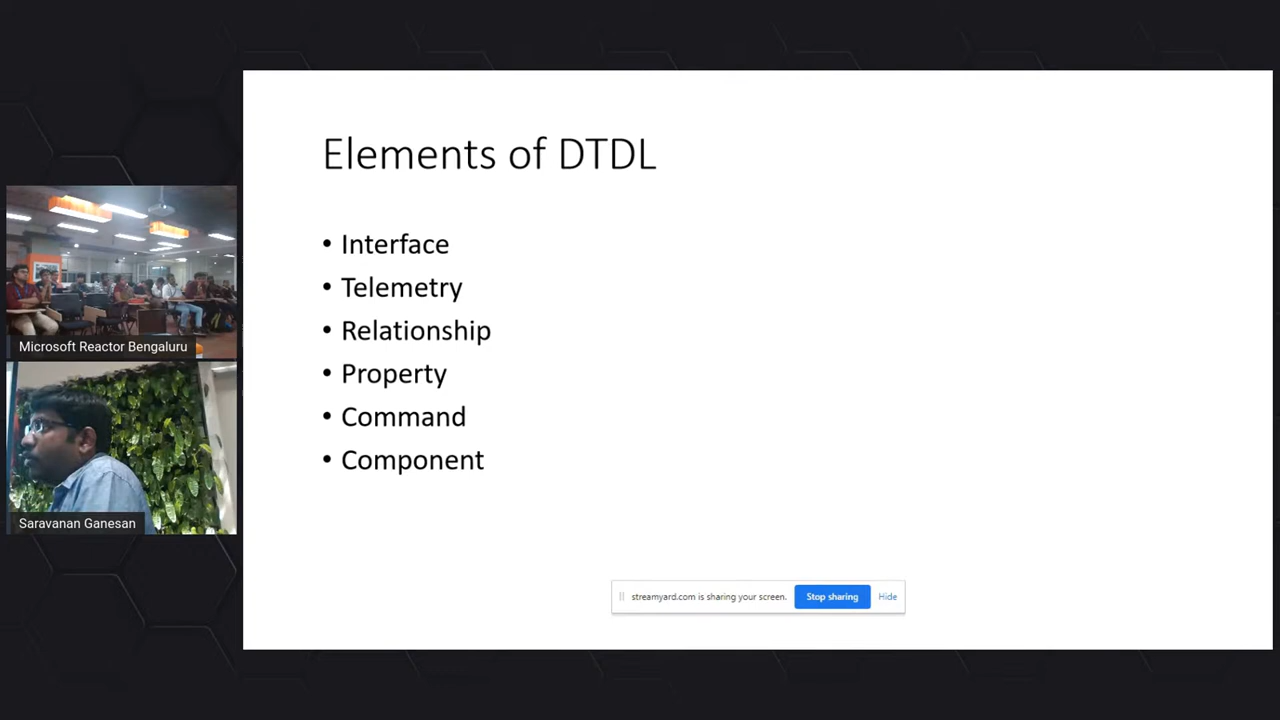 Elements of DTDL
• Interface
• Telemetry
• Relationship
• Property
• Command
• Component
Microsoft Reactor Bengaluru
Saravanan Ganesan
streamyard.com is sharing your screen. Stop sharing Hide